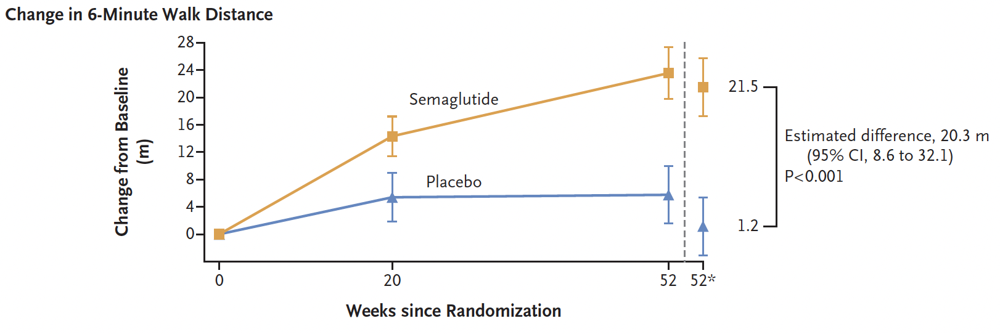 Change in 6-Minute Walk Distance
Change from Baseline
(m)
28
24
20
16
12
8
4
0
Semaglutide
Placebo
0
20
52
52*
Weeks since Randomization
21.5
1.2
Estimated difference, 20.3 m
(95% CI, 8.6 to 32.1)
P<0.001